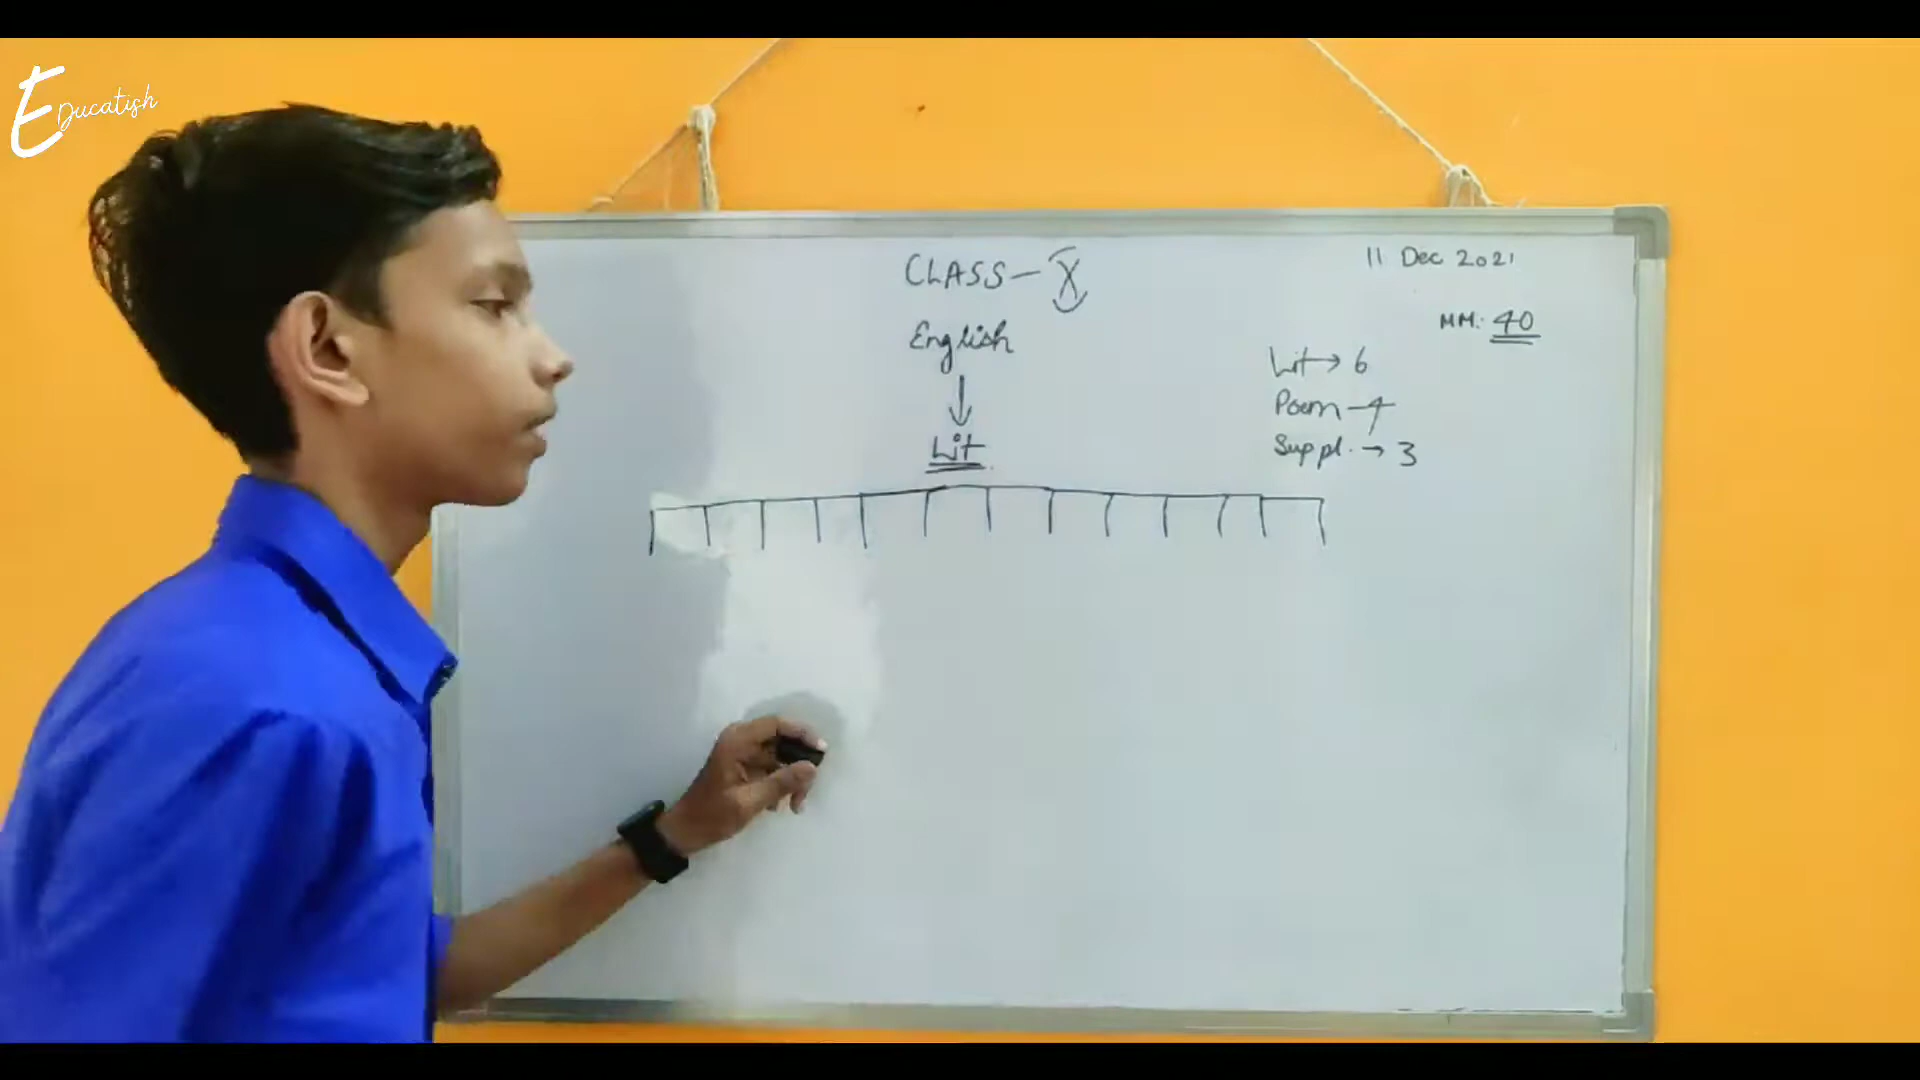 Educatish
CLASS - X
11 Dec 2021
MM: 40
English
Lit → 6
Poem - 4
Suppl. → 3
Lit